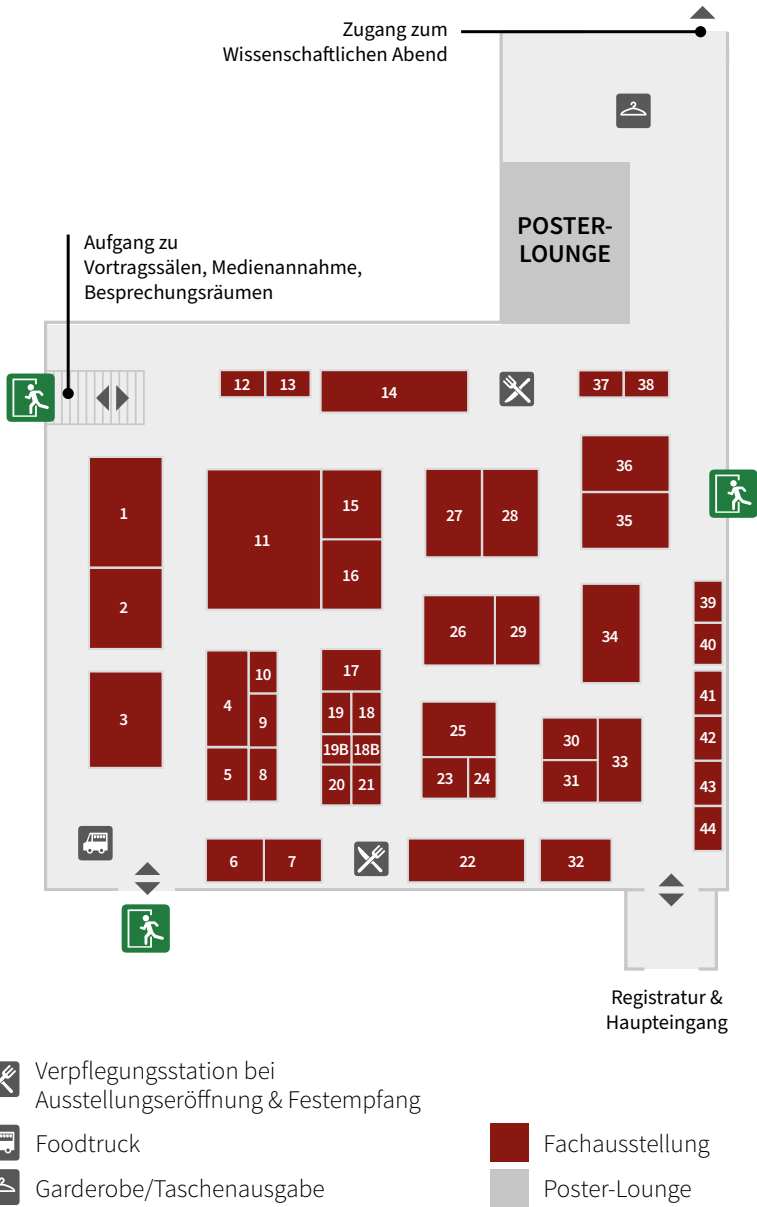 Zugang zum
Wissenschaftlichen Abend
POSTER-
LOUNGE
Aufgang zu
Vortragssälen, Medienannahme,
Besprechungsräumen
12 13 14 37 38
36
1 15 27 28 35
11
16
2 39
26 29 34 40
10 17
4 41
3 9 19 18 25 30 42
19B 18B 33
5 8 20 21 23 24 31 43
44
6 7 22 32
Registratur &
Haupteingang
Verpflegungsstation bei
Ausstellungseröffnung & Festempfang
Foodtruck
Fachausstellung
Garderobe/Taschenausgabe
Poster-Lounge